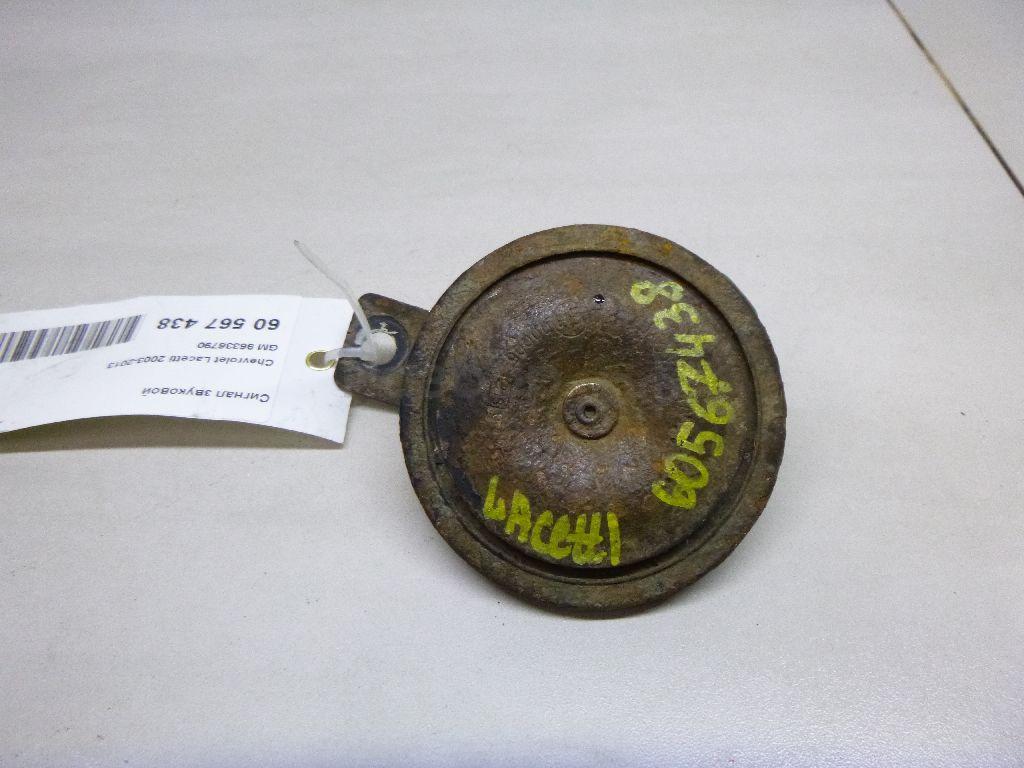 Сигнал звуковой
Chevrolet Lacetti 2003-2013
GM 96336790
60 567 438
LACETTI
60567438